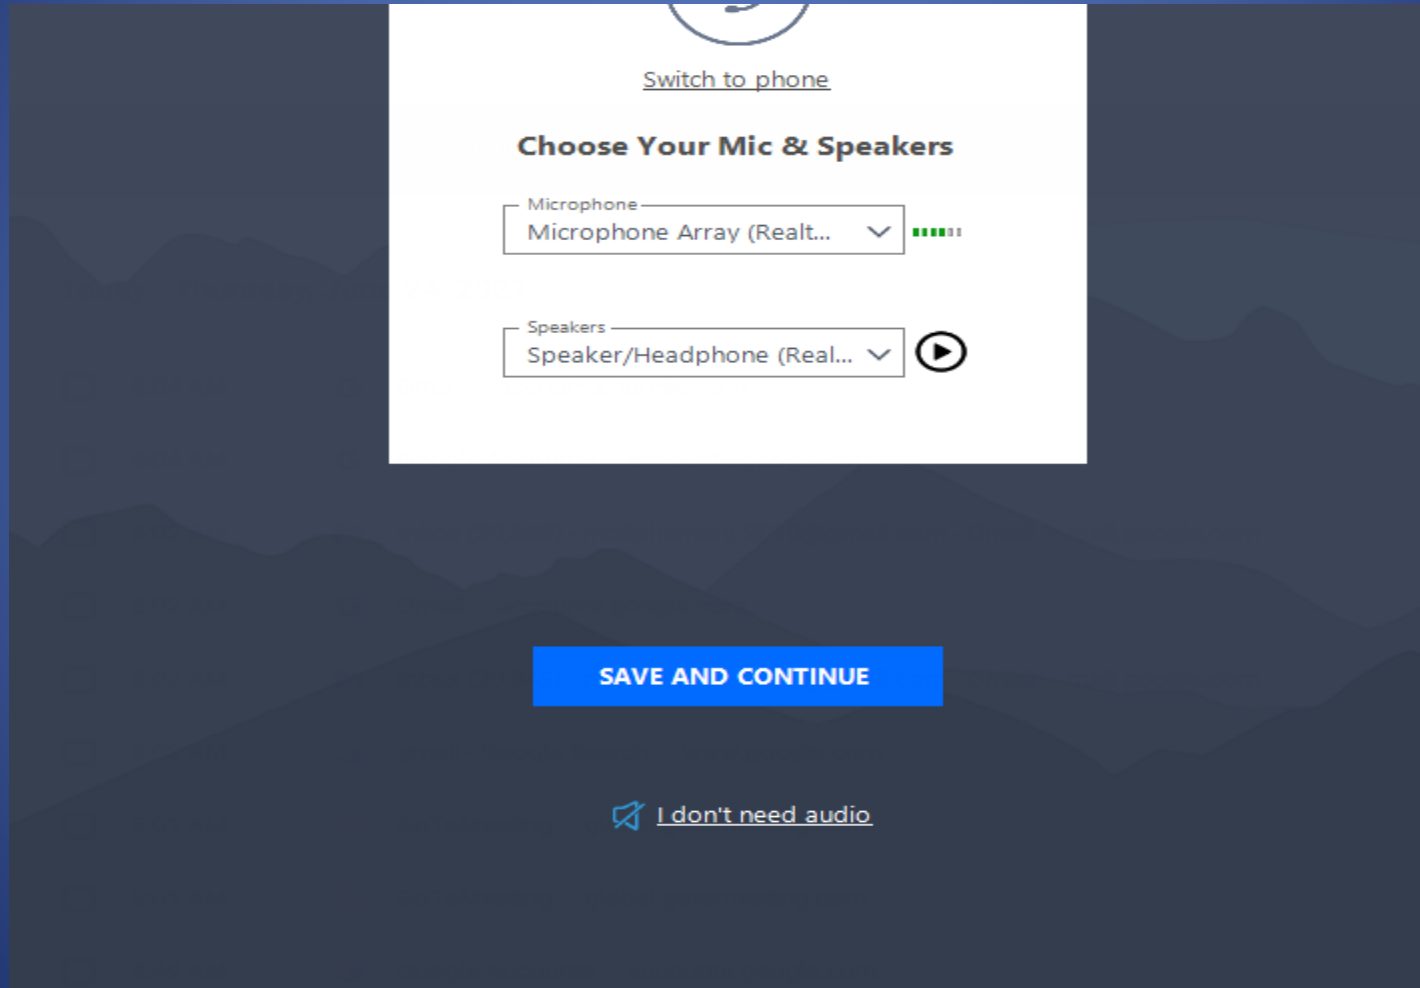 Switch to phone
Choose Your Mic & Speakers
Microphone
Microphone Array (Realt...
Speakers
Speaker/Headphone (Real...
SAVE AND CONTINUE
I don't need audio